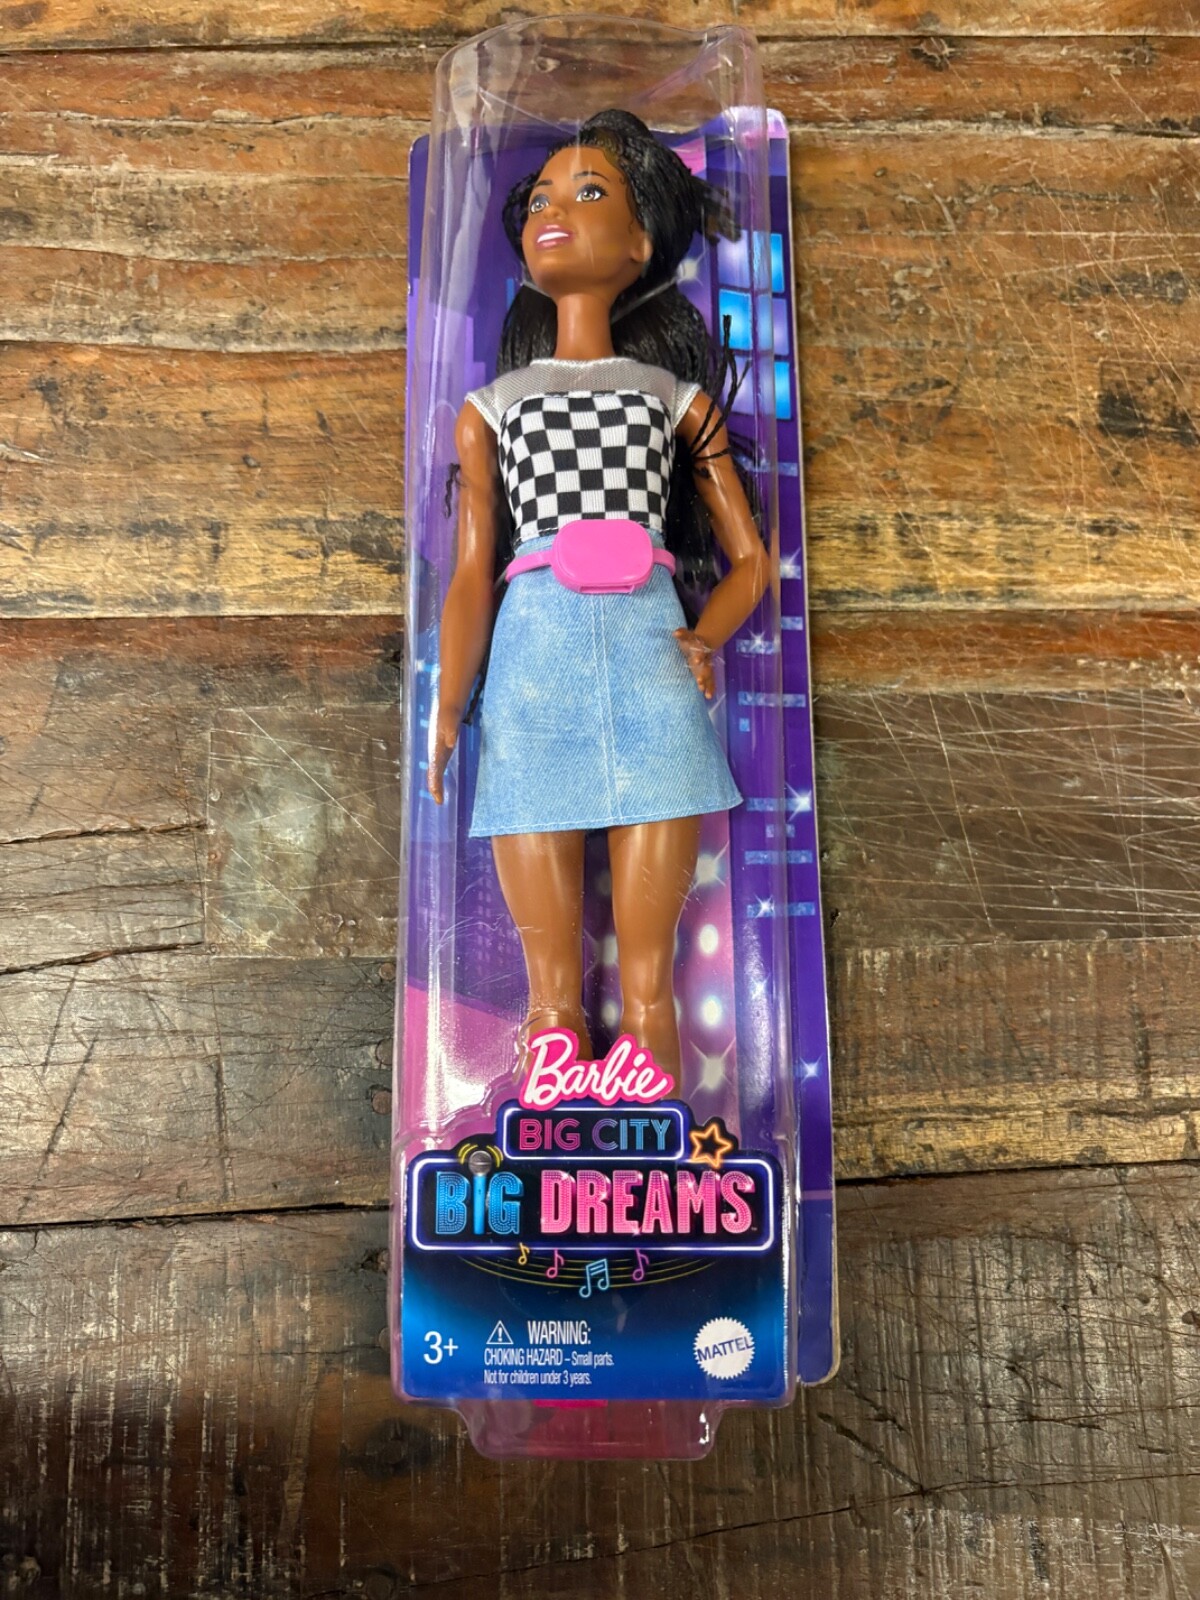 Barbie
BIG CITY
BIG DREAMS
3+
WARNING:
CHOKING HAZARD – Small parts.
Not for children under 3 years.
MATTEL